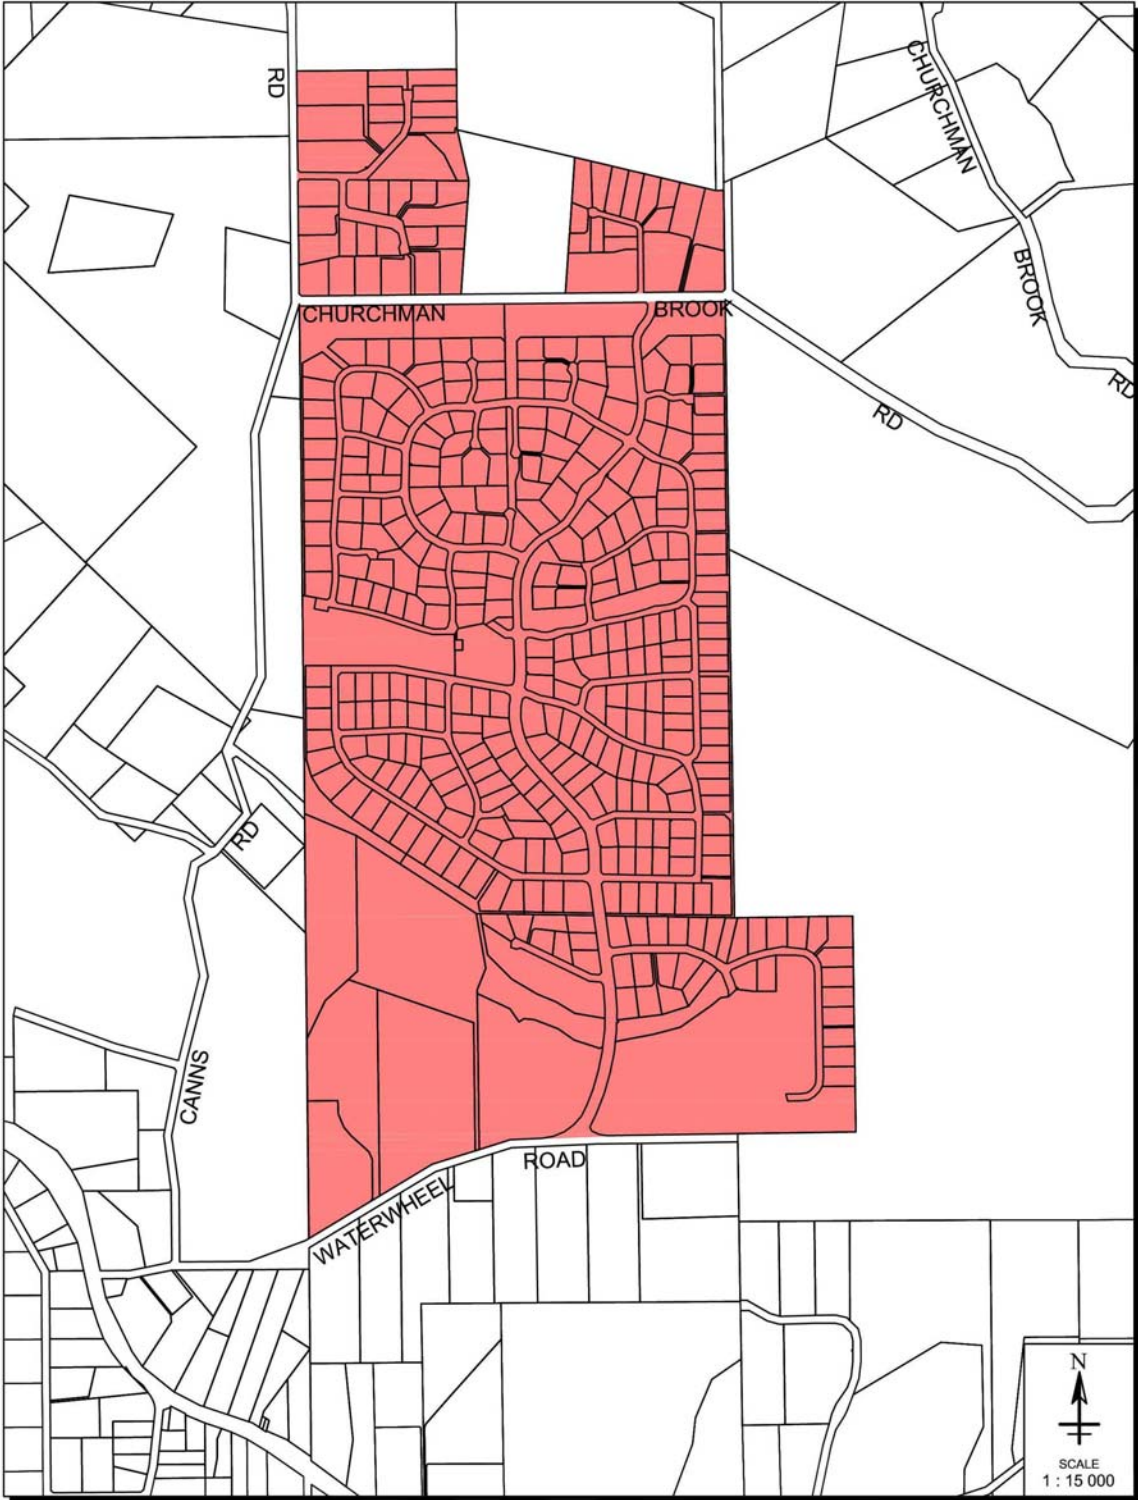 RD
CHURCHMAN
BROOK
RD
CHURCHMAN
BROOK
RD
RD
CANNS
WATERWHEEL
ROAD
N
SCALE
1 : 15 000